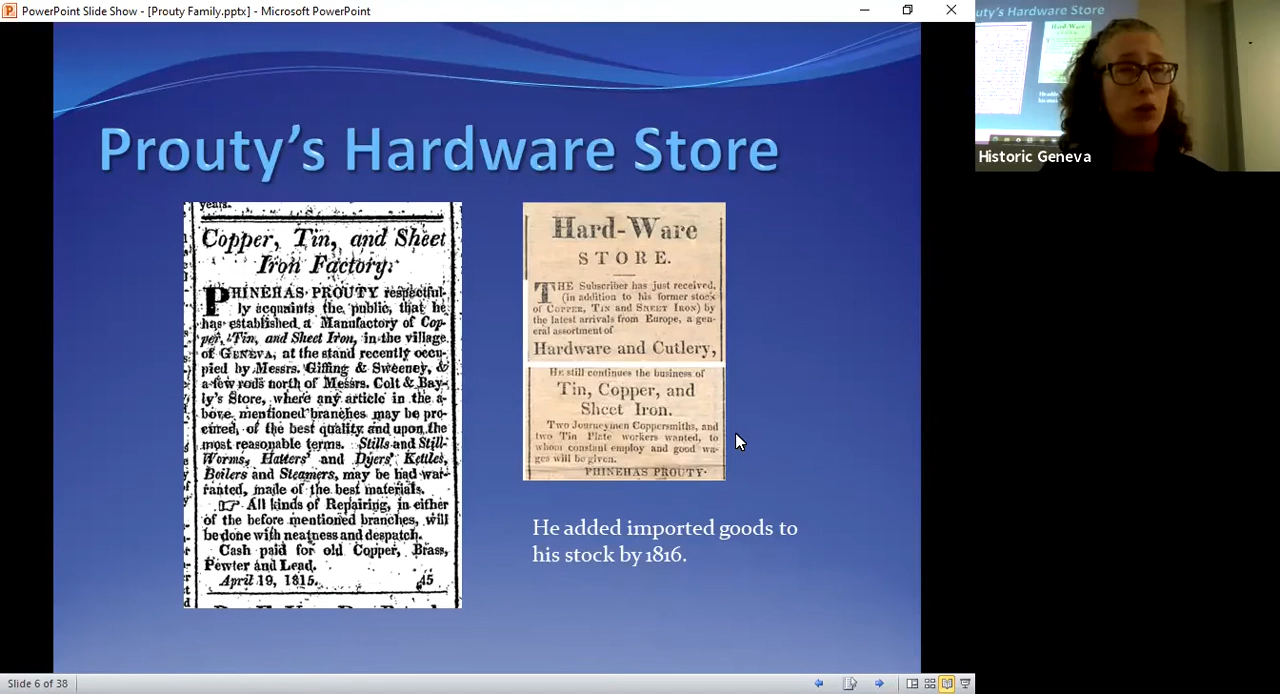 PowerPoint Slide Show - [Prouty Family.pptx] - Microsoft PowerPoint
Prouty's Hardware Store
years.
Copper, Tin, and Sheet
Iron Factory.
PHINEHAS PROUTY respectful-
ly acquaints the public, that he
has established a Manufactory of Cop-
per, Tin, and Sheet Iron, in the village
of GENEVA, at the stand recently occu-
pied by Messrs. Giffing & Sweeney, &
a few rods north of Messrs. Colt & Bay-
ly's Store, where any article in the a-
bove mentioned branches may be pro-
cured, of the best quality and upon the
most reasonable terms. Stills and Still-
Worms, Hatters' and Dyers' Kettles,
Boilers and Steamers, may be had war-
ranted, made of the best materials.
☞ All kinds of Repairing, in either
of the before mentioned branches, will
be done with neatness and despatch.
Cash paid for old Copper, Brass,
Pewter and Lead.
April 19, 1815. 45
Hard-Ware
STORE.
THE Subscriber has just received,
(in addition to his former stock
of COPPER, TIN and SHEET IRON) by
the latest arrivals from Europe, a gen-
eral assortment of
Hardware and Cutlery,
He still continues the business of
Tin, Copper, and
Sheet Iron.
Two Journeymen Coppersmiths, and
two Tin Plate workers wanted, to
whom constant employ and good wa-
ges will be given.
PHINEHAS PROUTY.
He added imported goods to
his stock by 1816.
uty's Hardware Store
Hard-Ware
Historic Geneva
Slide 6 of 38